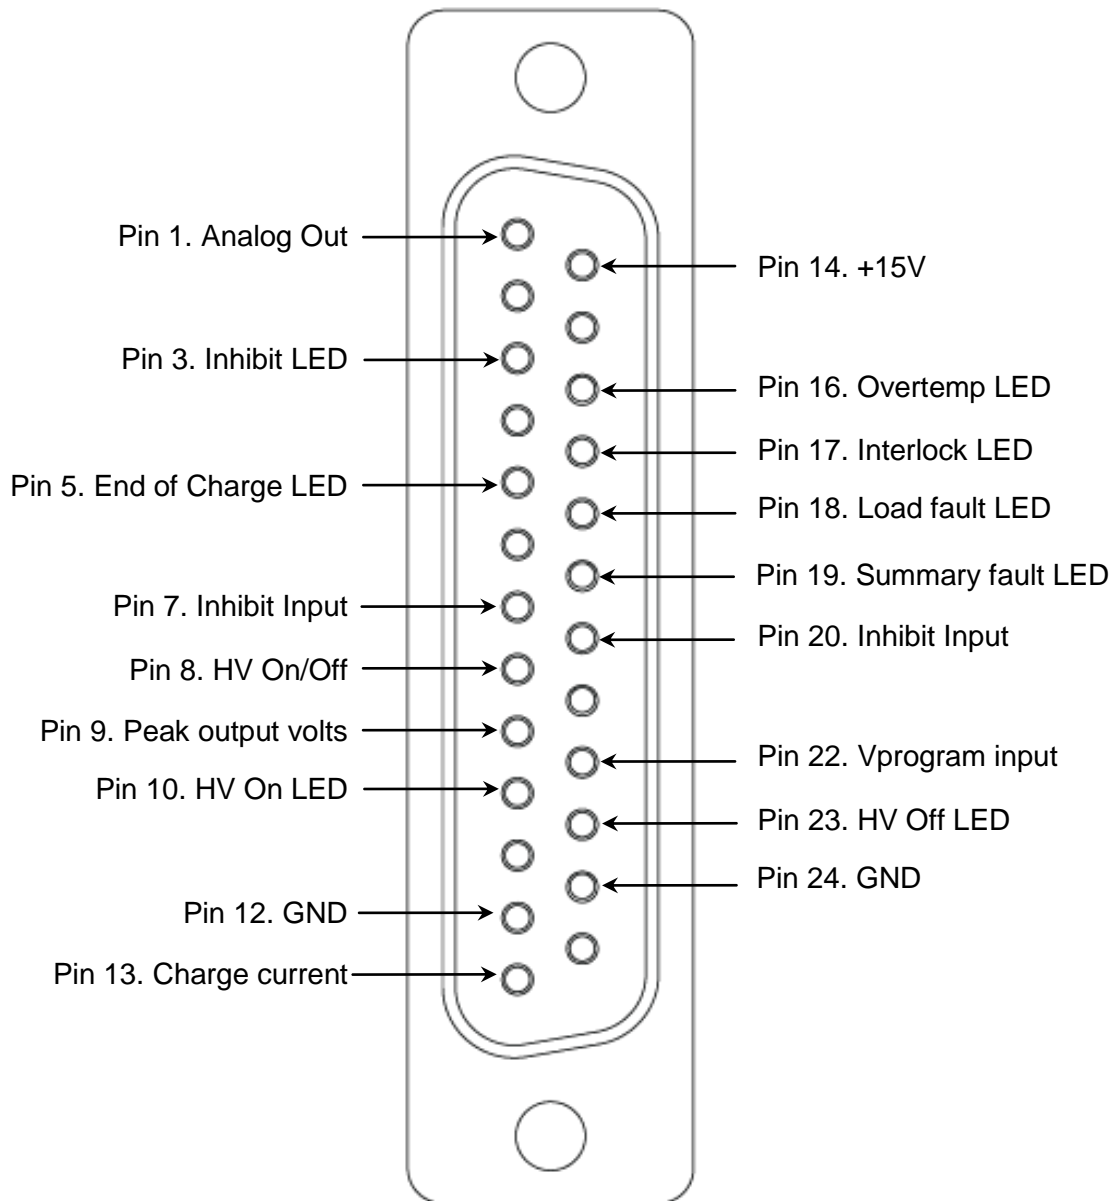 Pin 1. Analog Out
Pin 3. Inhibit LED
Pin 5. End of Charge LED
Pin 7. Inhibit Input
Pin 8. HV On/Off
Pin 9. Peak output volts
Pin 10. HV On LED
Pin 12. GND
Pin 13. Charge current
Pin 14. +15V
Pin 16. Overtemp LED
Pin 17. Interlock LED
Pin 18. Load fault LED
Pin 19. Summary fault LED
Pin 20. Inhibit Input
Pin 22. Vprogram input
Pin 23. HV Off LED
Pin 24. GND